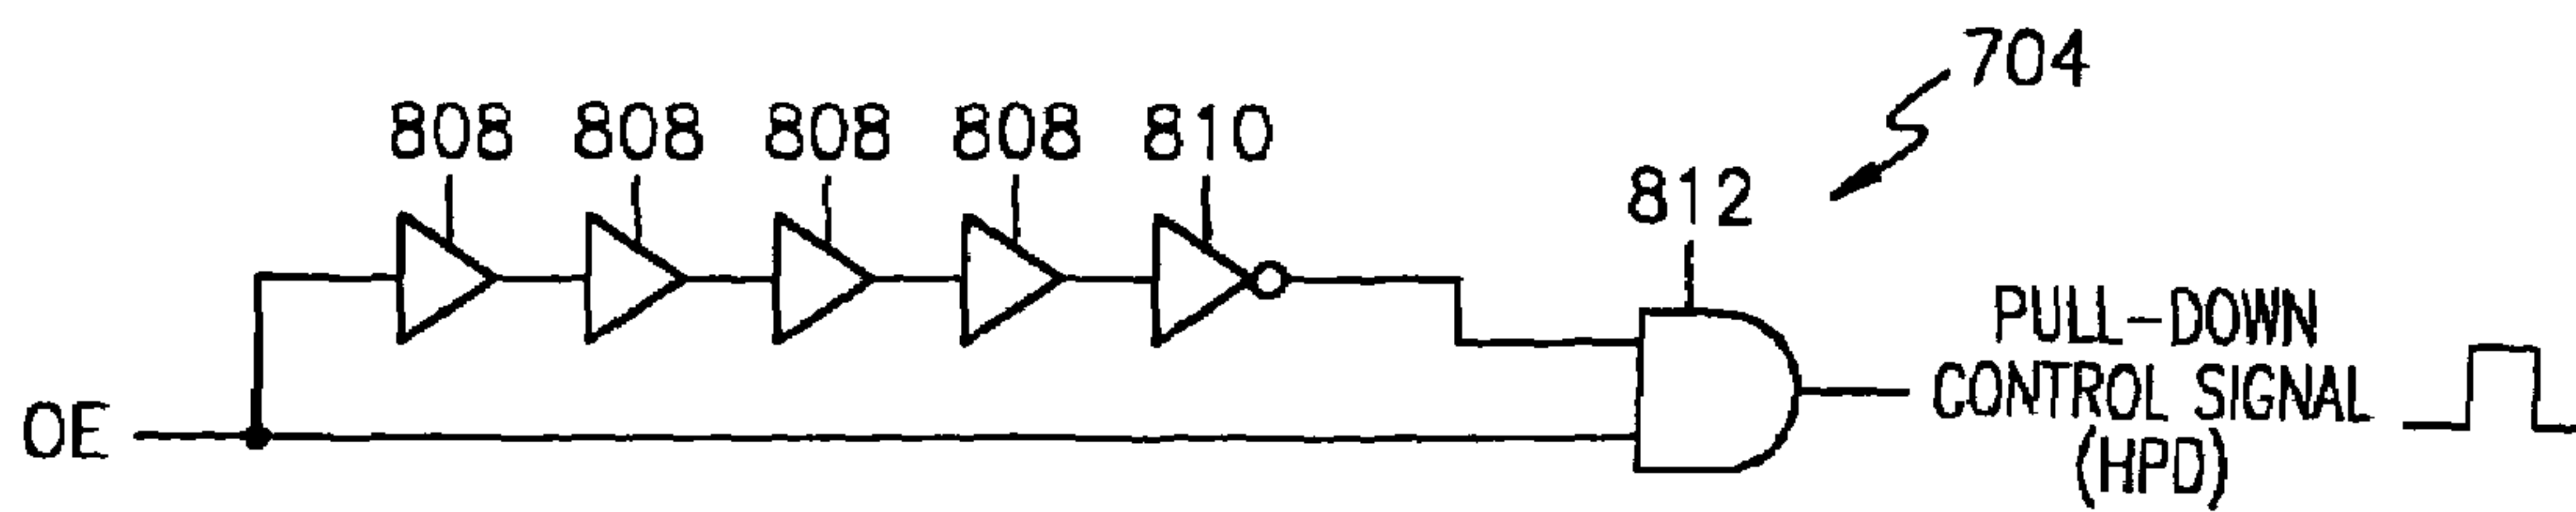 704
808 808 808 808 810
812
OE
PULL-DOWN
CONTROL SIGNAL
(HPD)